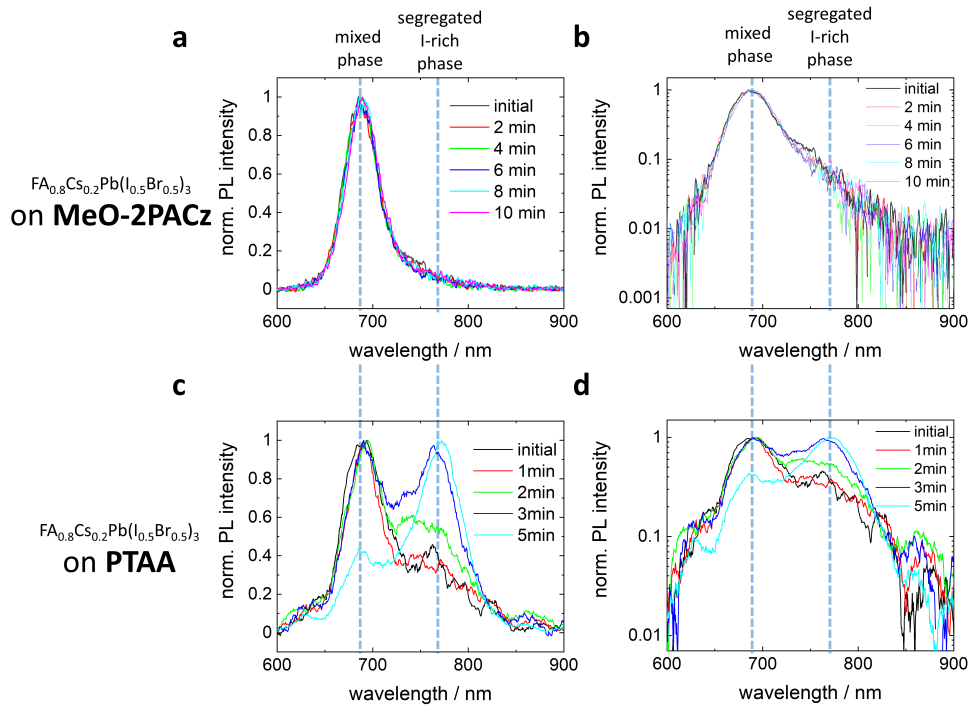 a
mixed
phase
segregated
I-rich
phase
norm. PL intensity
1
0.8
0.6
0.4
0.2
0
initial
2 min
4 min
6 min
8 min
10 min
600
700
800
900
wavelength / nm
b
mixed
phase
segregated
I-rich
phase
norm. PL intensity
1
0.1
0.01
0.001
initial
2 min
4 min
6 min
8 min
10 min
600
700
800
900
wavelength / nm
FA0.8Cs0.2Pb(I0.5Br0.5)3
on MeO-2PACz
c
norm. PL intensity
1
0.8
0.6
0.4
0.2
0
initial
1min
2min
3min
5min
600
700
800
900
wavelength / nm
d
norm. PL intensity
1
0.1
0.01
initial
1min
2min
3min
5min
600
700
800
900
wavelength / nm
FA0.8Cs0.2Pb(I0.5Br0.5)3
on PTAA